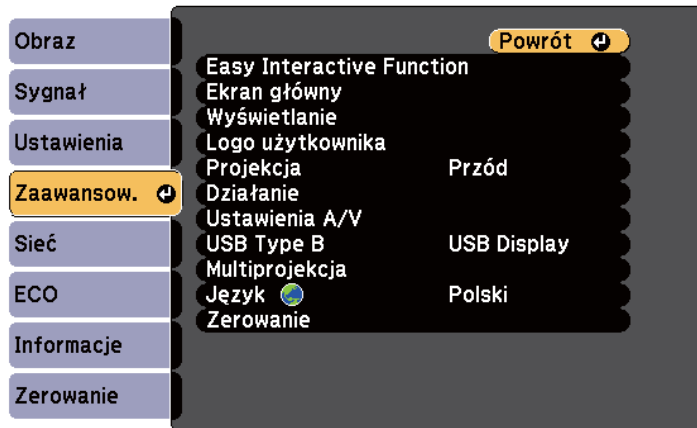 Obraz
Sygnał
Ustawienia
Zaawansow.
Sieć
ECO
Informacje
Zerowanie
Powrót
Easy Interactive Function
Ekran główny
Wyświetlanie
Logo użytkownika
Projekcja Przód
Działanie
Ustawienia A/V
USB Type B USB Display
Multiprojekcja
Język Polski
Zerowanie